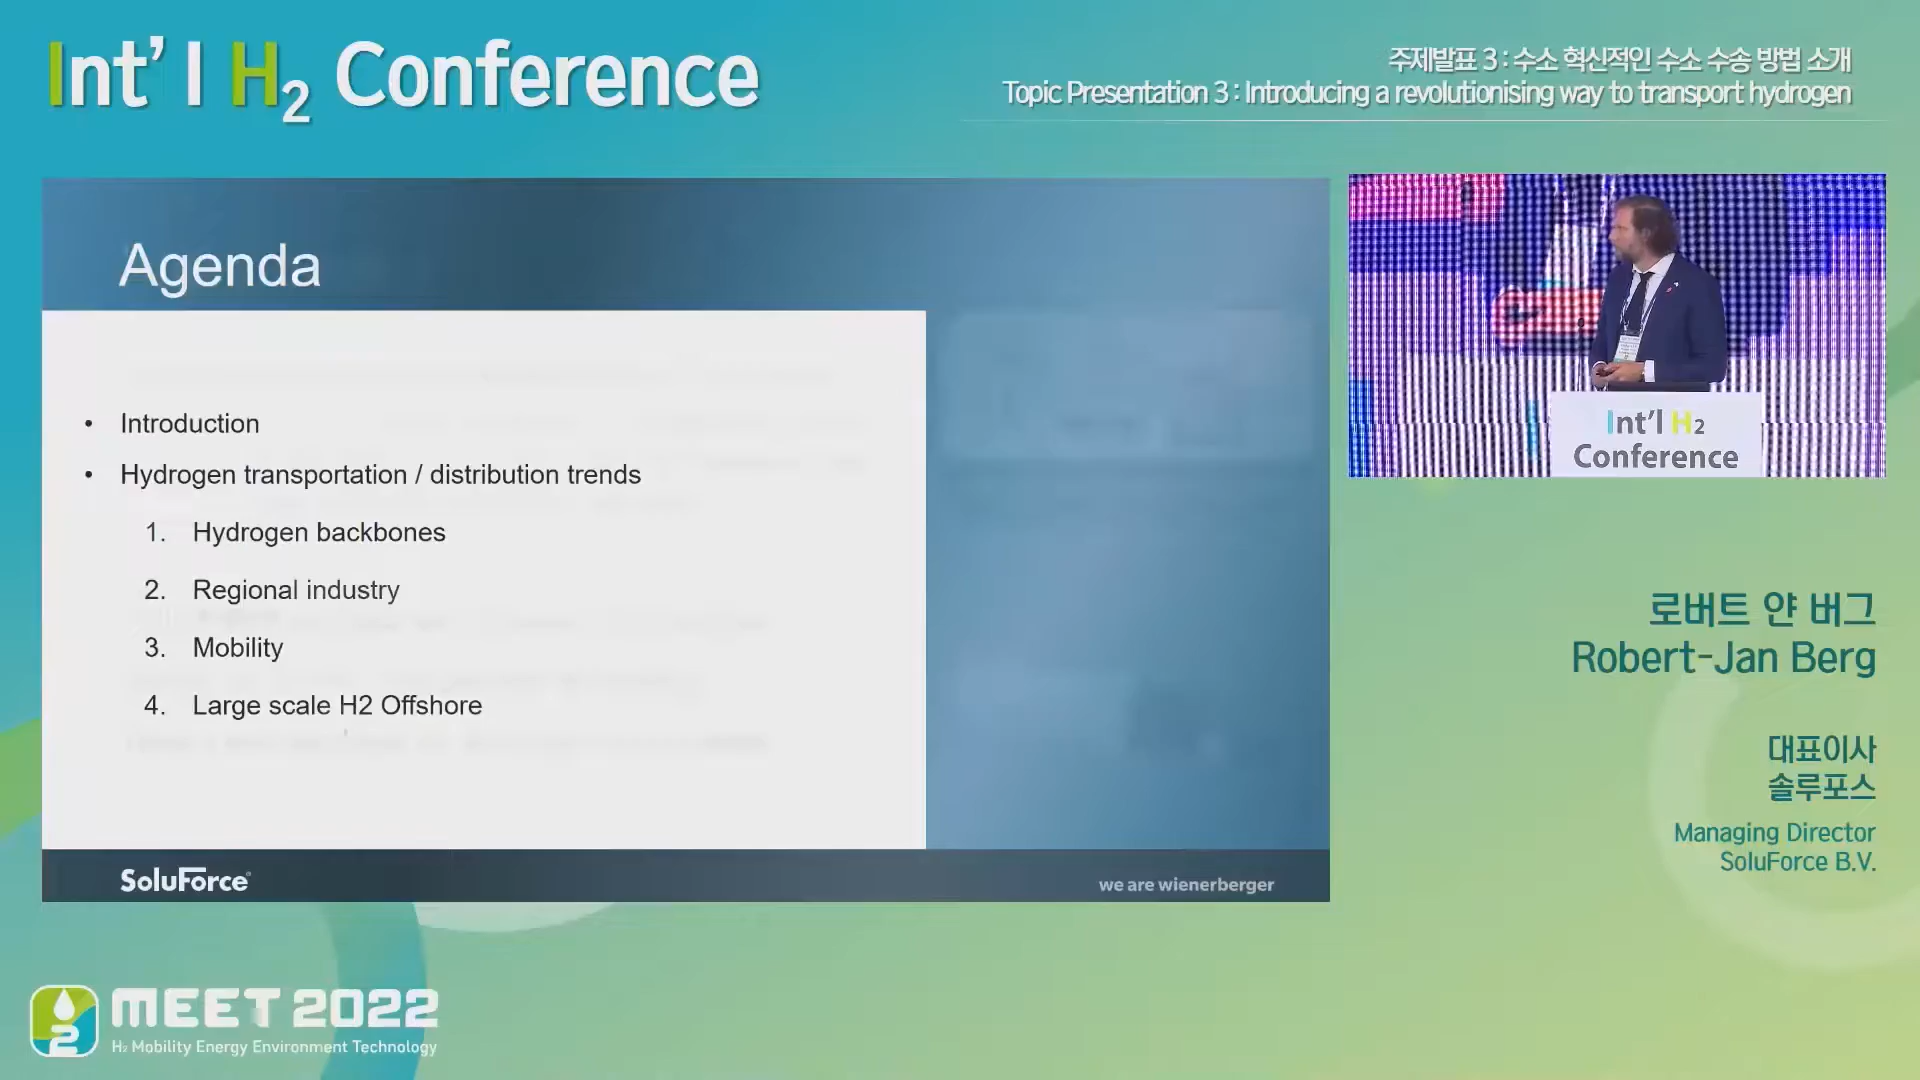 Int' l H2 Conference
주제발표 3 : 수소 혁신적인 수소 수송 방법 소개
Topic Presentation 3 : Introducing a revolutionising way to transport hydrogen
Agenda
• Introduction
• Hydrogen transportation / distribution trends
1. Hydrogen backbones
2. Regional industry
3. Mobility
4. Large scale H2 Offshore
SoluForce
we are wienerberger
Int'l H2
Conference
로버트 얀 버그
Robert-Jan Berg
대표이사
솔루포스
Managing Director
SoluForce B.V.
MEET 2022
H2 Mobility Energy Environment Technology